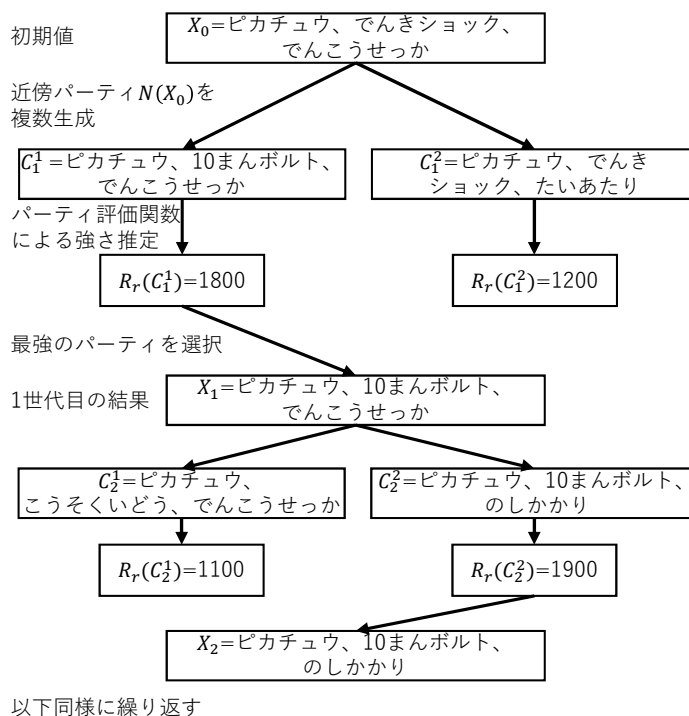 初期値
X₀=ピカチュウ、でんきショック、
でんこうせっか
近傍パーティN(X₀)を
複数生成
C₁¹=ピカチュウ、10まんボルト、
でんこうせっか
C₁²=ピカチュウ、でんき
ショック、たいあたり
パーティ評価関数
による強さ推定
Rᵣ(C₁¹)=1800
Rᵣ(C₁²)=1200
最強のパーティを選択
1世代目の結果
X₁=ピカチュウ、10まんボルト、
でんこうせっか
C₂¹=ピカチュウ、
こうそくいどう、でんこうせっか
C₂²=ピカチュウ、10まんボルト、
のしかかり
Rᵣ(C₂¹)=1100
Rᵣ(C₂²)=1900
X₂=ピカチュウ、10まんボルト、
のしかかり
以下同様に繰り返す